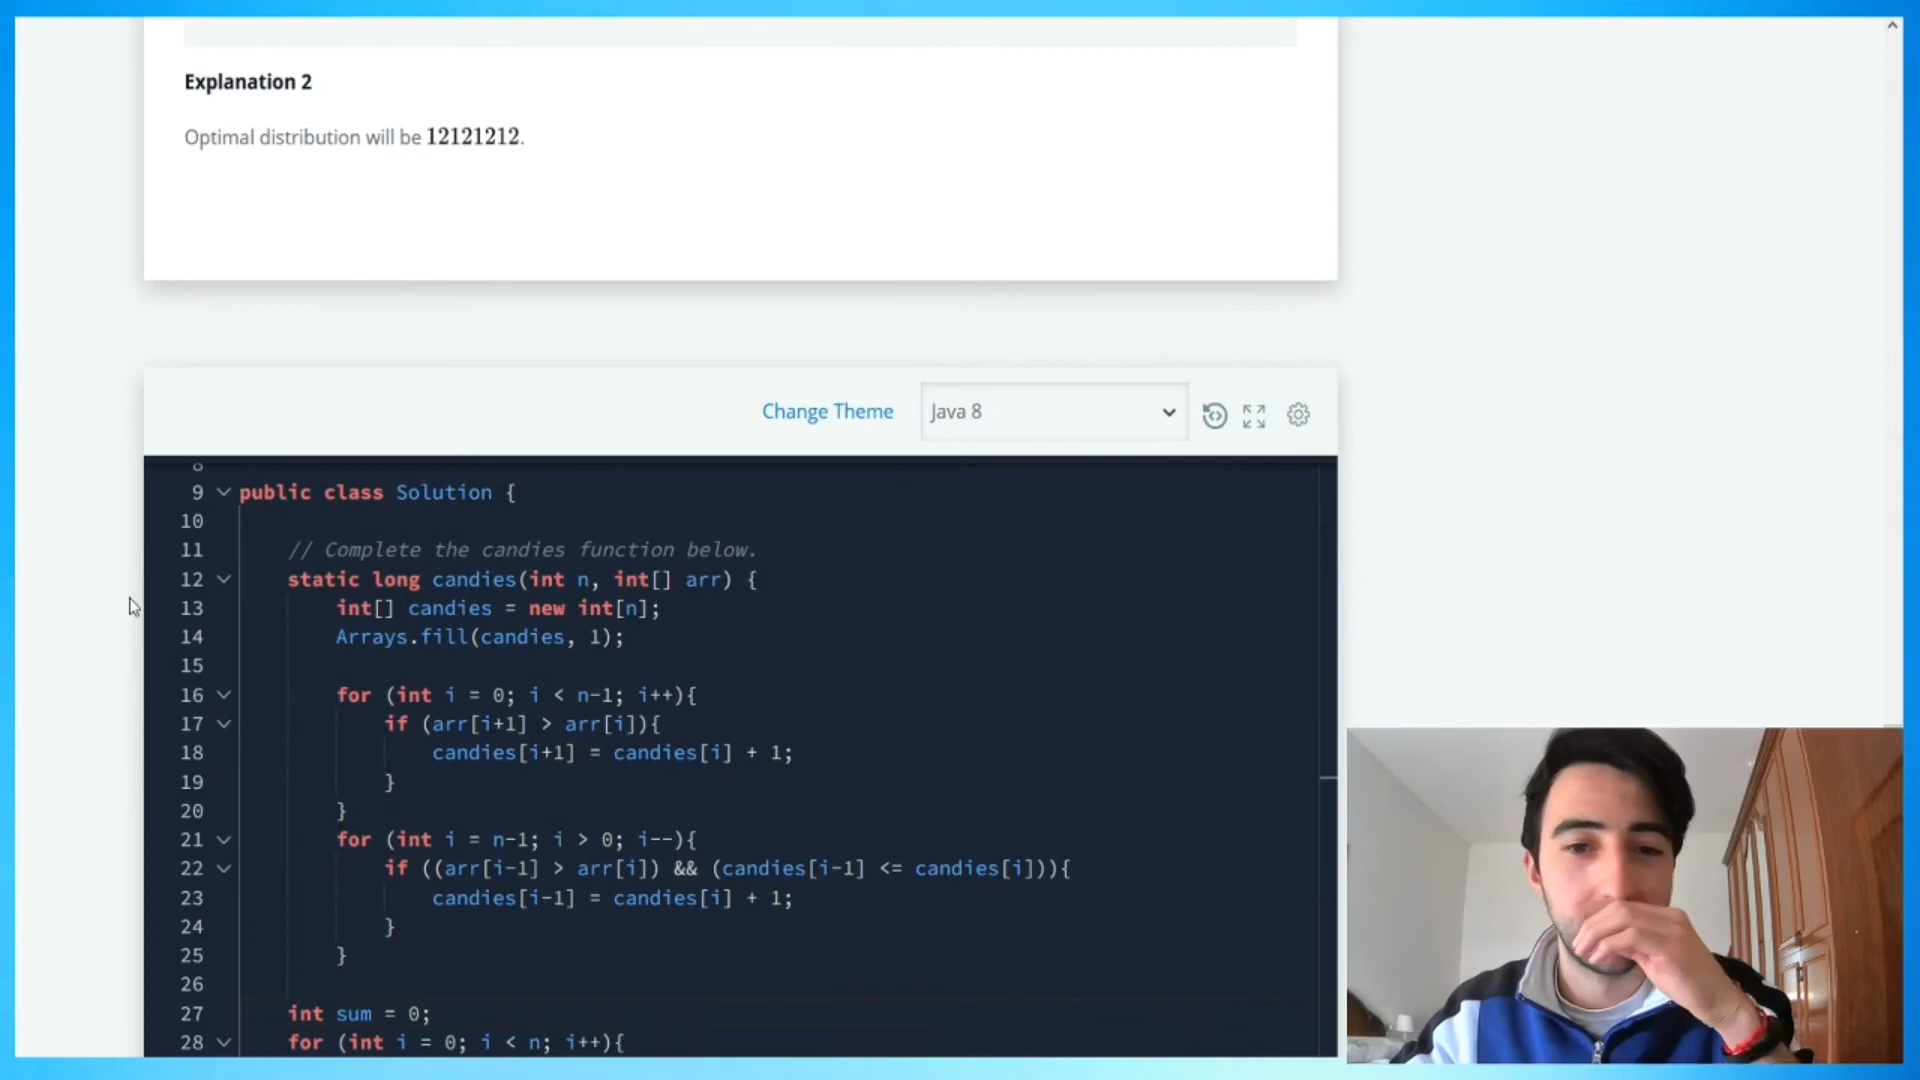 Explanation 2
Optimal distribution will be 12121212.
Change Theme
Java 8
8
9 public class Solution {
10
11 // Complete the candies function below.
12 static long candies(int n, int[] arr) {
13 int[] candies = new int[n];
14 Arrays.fill(candies, 1);
15
16 for (int i = 0; i < n-1; i++){
17 if (arr[i+1] > arr[i]){
18 candies[i+1] = candies[i] + 1;
19 }
20 }
21 for (int i = n-1; i > 0; i--){
22 if ((arr[i-1] > arr[i]) && (candies[i-1] <= candies[i])){
23 candies[i-1] = candies[i] + 1;
24 }
25 }
26
27 int sum = 0;
28 for (int i = 0; i < n; i++){